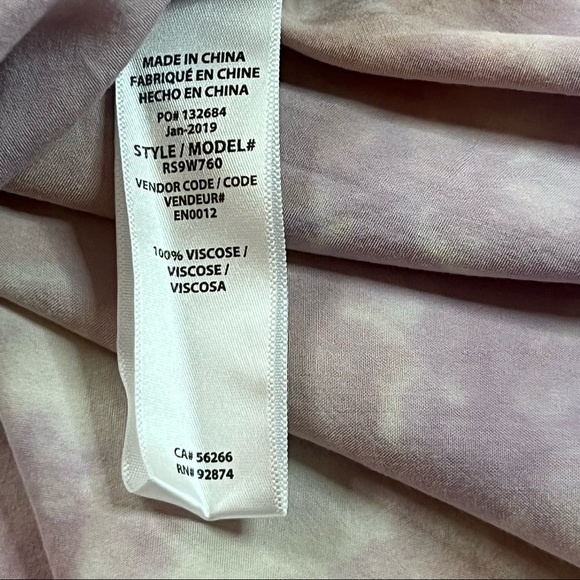 MADE IN CHINA
FABRIQUÉ EN CHINE
HECHO EN CHINA
PO# 132684
Jan-2019
STYLE / MODEL#
RS9W760
VENDOR CODE / CODE
VENDEUR#
EN0012
100% VISCOSE /
VISCOSE /
VISCOSA
CA# 56266
RN# 92874